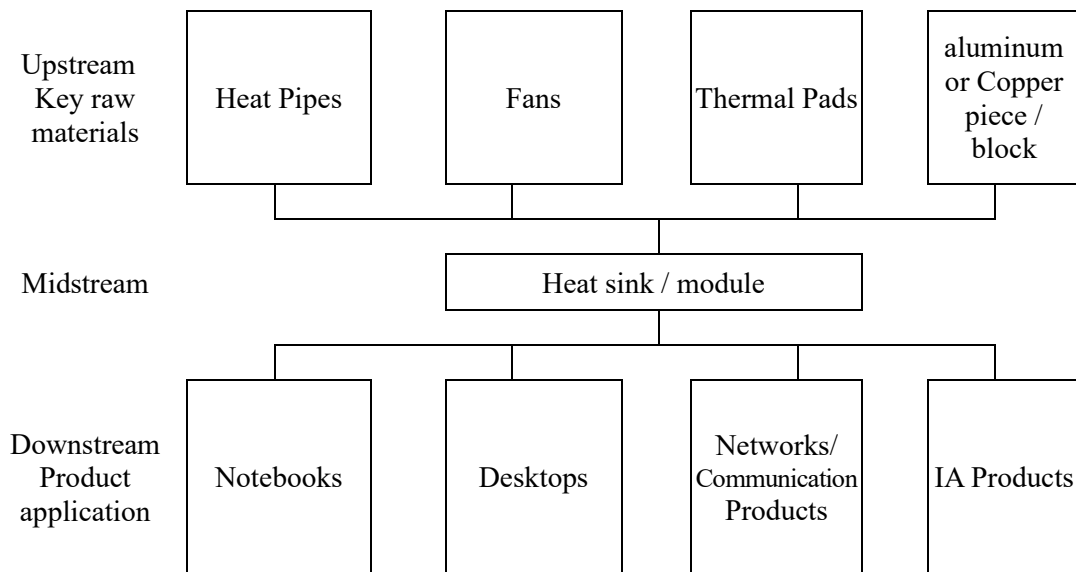 Upstream
Key raw
materials
Heat Pipes
Fans
Thermal Pads
aluminum
or Copper
piece /
block
Midstream
Heat sink / module
Downstream
Product
application
Notebooks
Desktops
Networks/
Communication
Products
IA Products